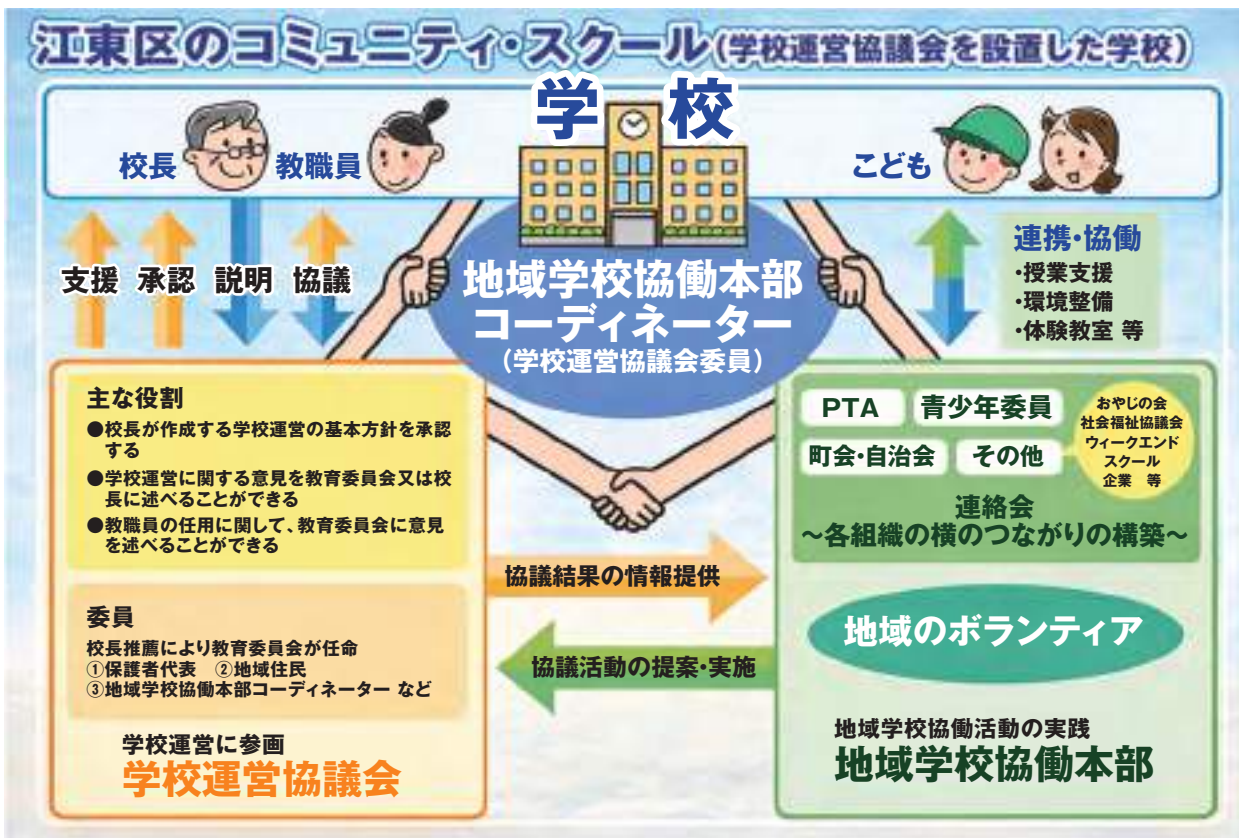 江東区のコミュニティ・スクール(学校運営協議会を設置した学校)
学校
校長
教職員
こども
支援
承認
説明
協議
連携・協働
・授業支援
・環境整備
・体験教室 等
地域学校協働本部
コーディネーター
(学校運営協議会委員)
主な役割
●校長が作成する学校運営の基本方針を承認
する
●学校運営に関する意見を教育委員会又は校
長に述べることができる
●教職員の任用に関して、教育委員会に意見
を述べることができる
委員
校長推薦により教育委員会が任命
①保護者代表 ②地域住民
③地域学校協働本部コーディネーター など
学校運営に参画
学校運営協議会
協議結果の情報提供
協議活動の提案・実施
PTA
青少年委員
町会・自治会
その他
おやじの会
社会福祉協議会
ウィークエンド
スクール
企業 等
連絡会
~各組織の横のつながりの構築~
地域のボランティア
地域学校協働活動の実践
地域学校協働本部